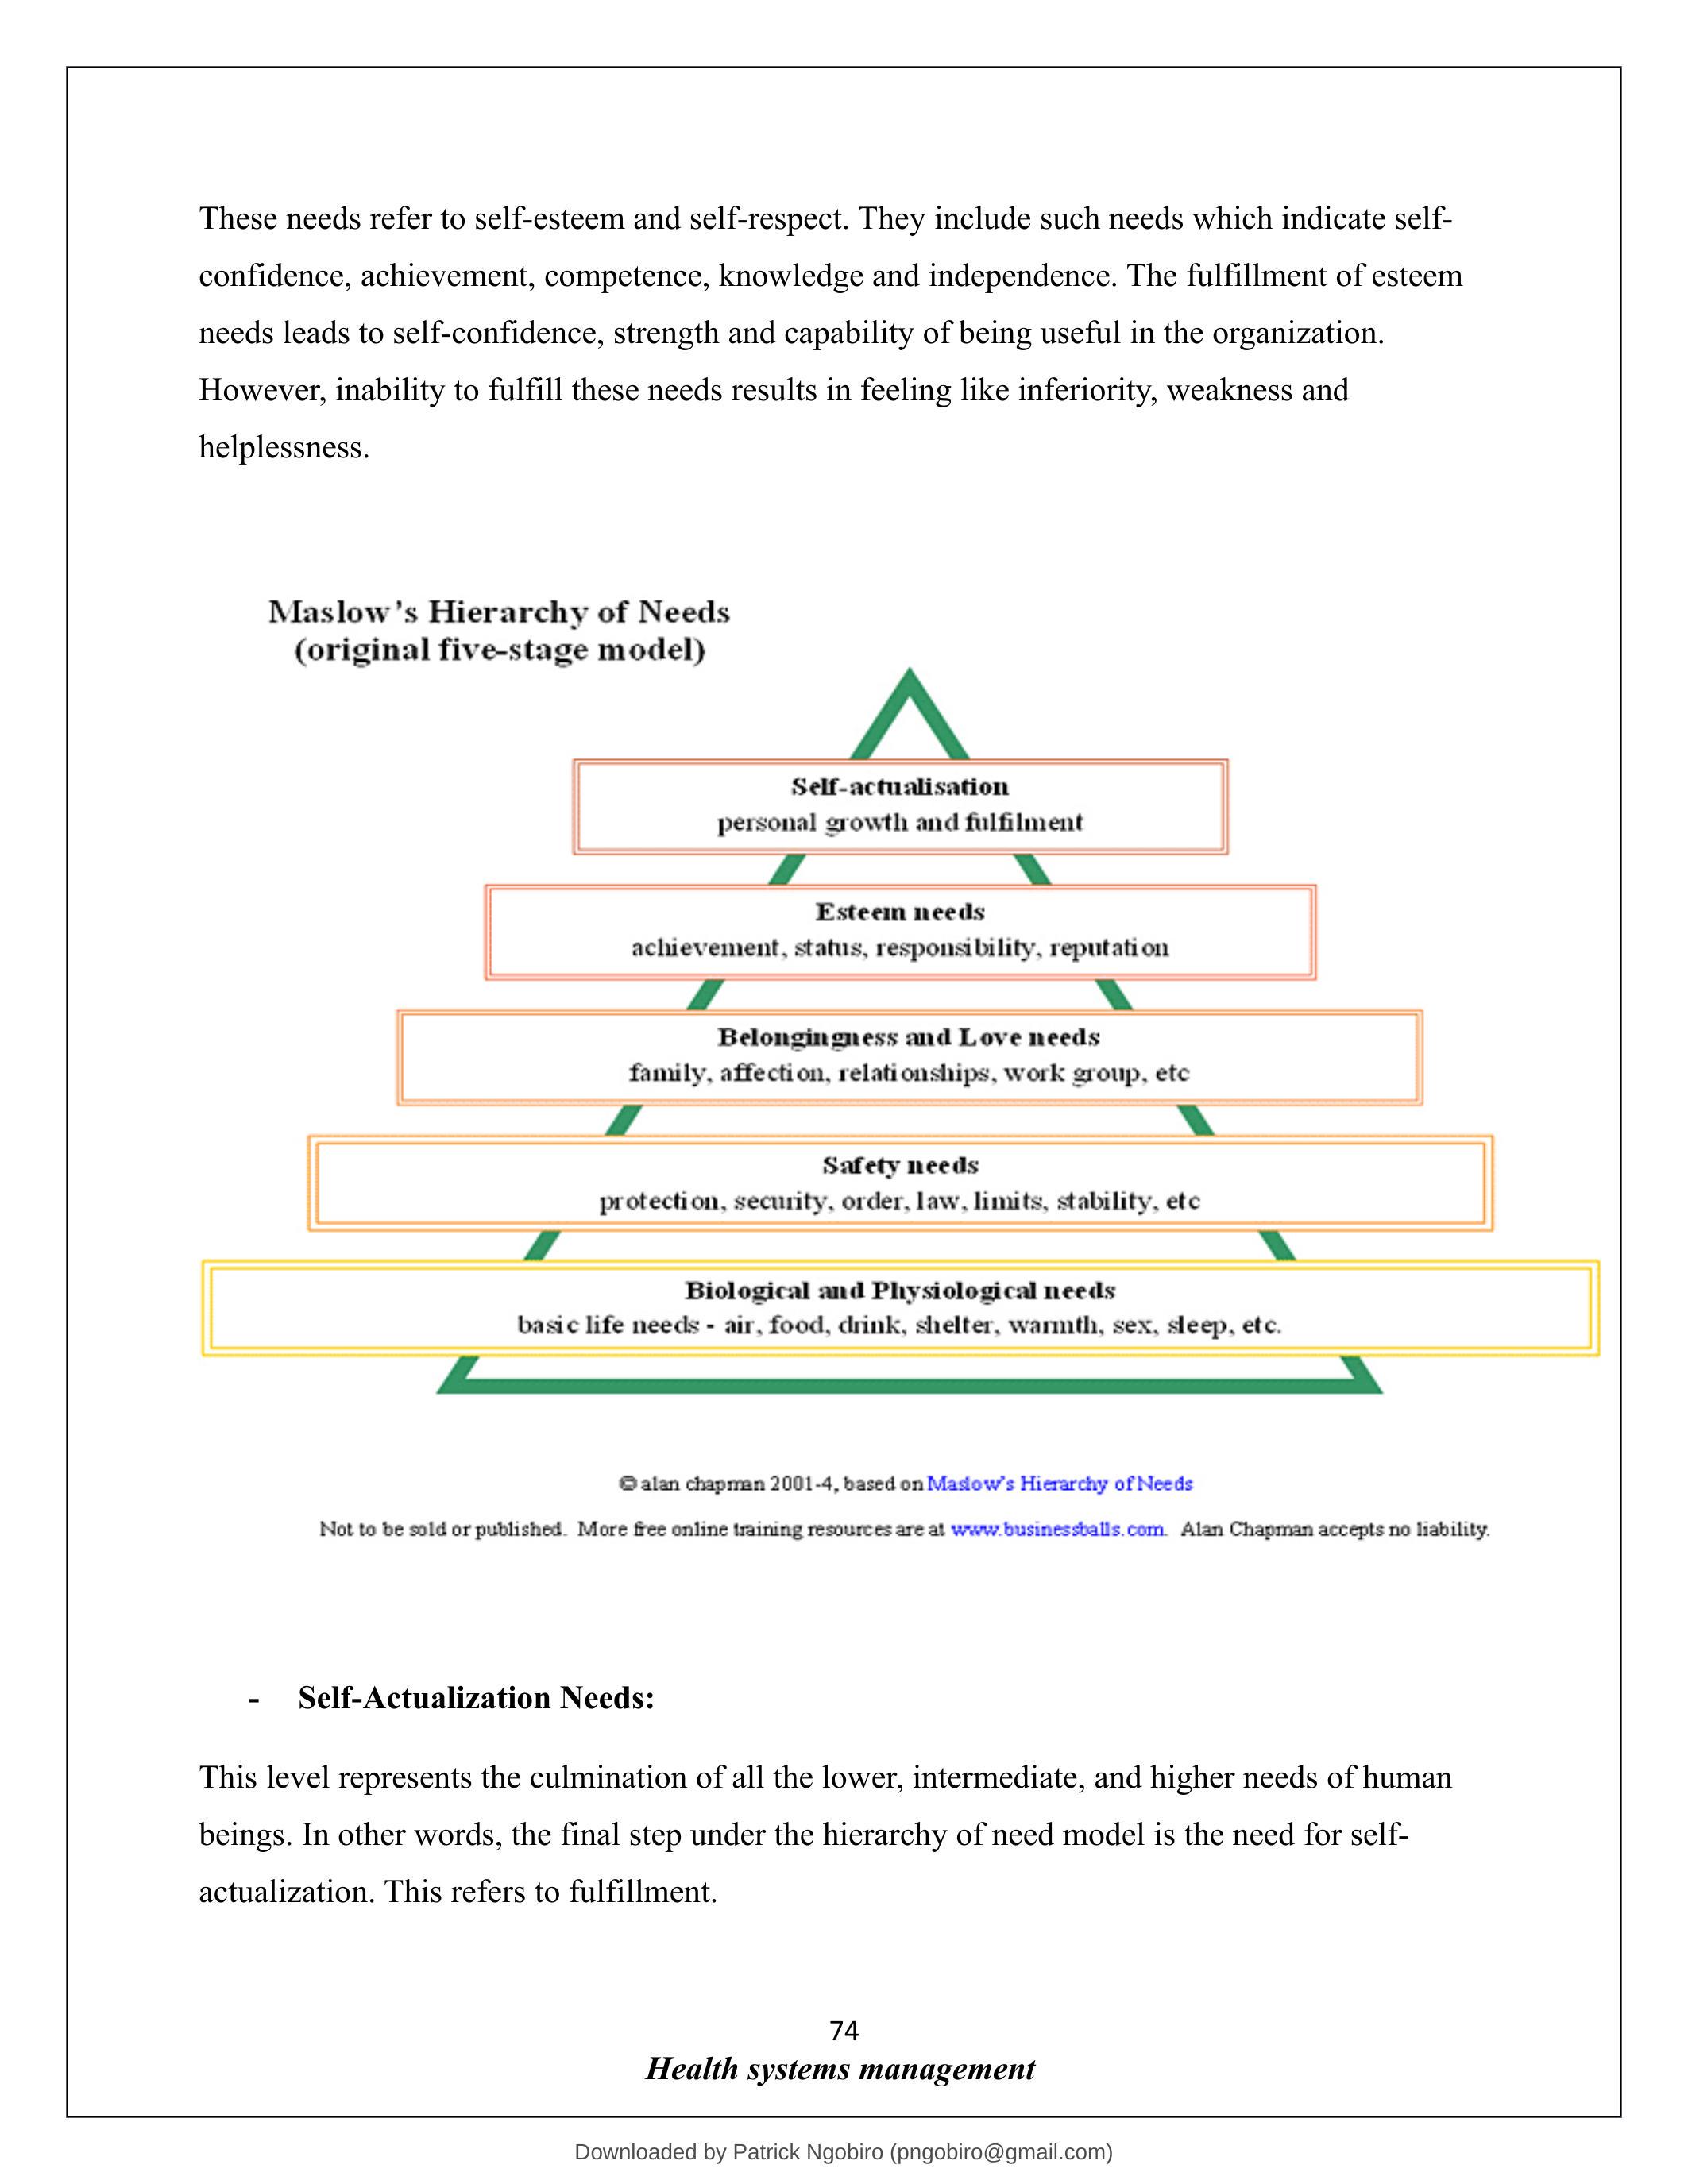 These needs refer to self-esteem and self-respect. They include such needs which indicate self-
confidence, achievement, competence, knowledge and independence. The fulfillment of esteem
needs leads to self-confidence, strength and capability of being useful in the organization.
However, inability to fulfill these needs results in feeling like inferiority, weakness and
helplessness.
Maslow's Hierarchy of Needs
(original five-stage model)
Self-actualisation
personal growth and fulfilment
Esteem needs
achievement, status, responsibility, reputation
Belongingness and Love needs
family, affection, relationships, work group, etc
Safety needs
protection, security, order, law, limits, stability, etc
Biological and Physiological needs
basic life needs - air, food, drink, shelter, warmth, sex, sleep, etc.
© alan chapman 2001-4, based on Maslow's Hierarchy of Needs
Not to be sold or published. More free online training resources are at www.businessballs.com. Alan Chapman accepts no liability.
- Self-Actualization Needs:
This level represents the culmination of all the lower, intermediate, and higher needs of human
beings. In other words, the final step under the hierarchy of need model is the need for self-
actualization. This refers to fulfillment.
74
Health systems management
Downloaded by Patrick Ngobiro (pngobiro@gmail.com)